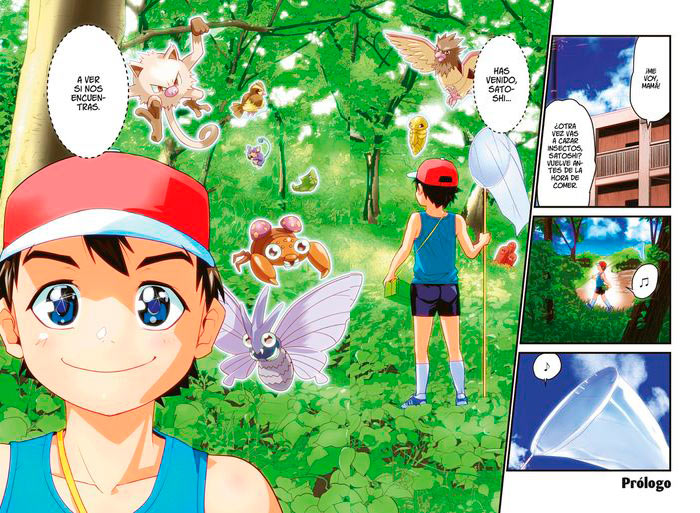 ¡ME
VOY,
MAMÁ!
¿OTRA
VEZ VAS
A CAZAR
INSECTOS,
SATOSHI?
VUELVE AN-
TES DE LA
HORA DE
COMER.
Prólogo
HAS
VENIDO,
SATO-
SHI...
A VER
SI NOS
ENCUEN-
TRAS.